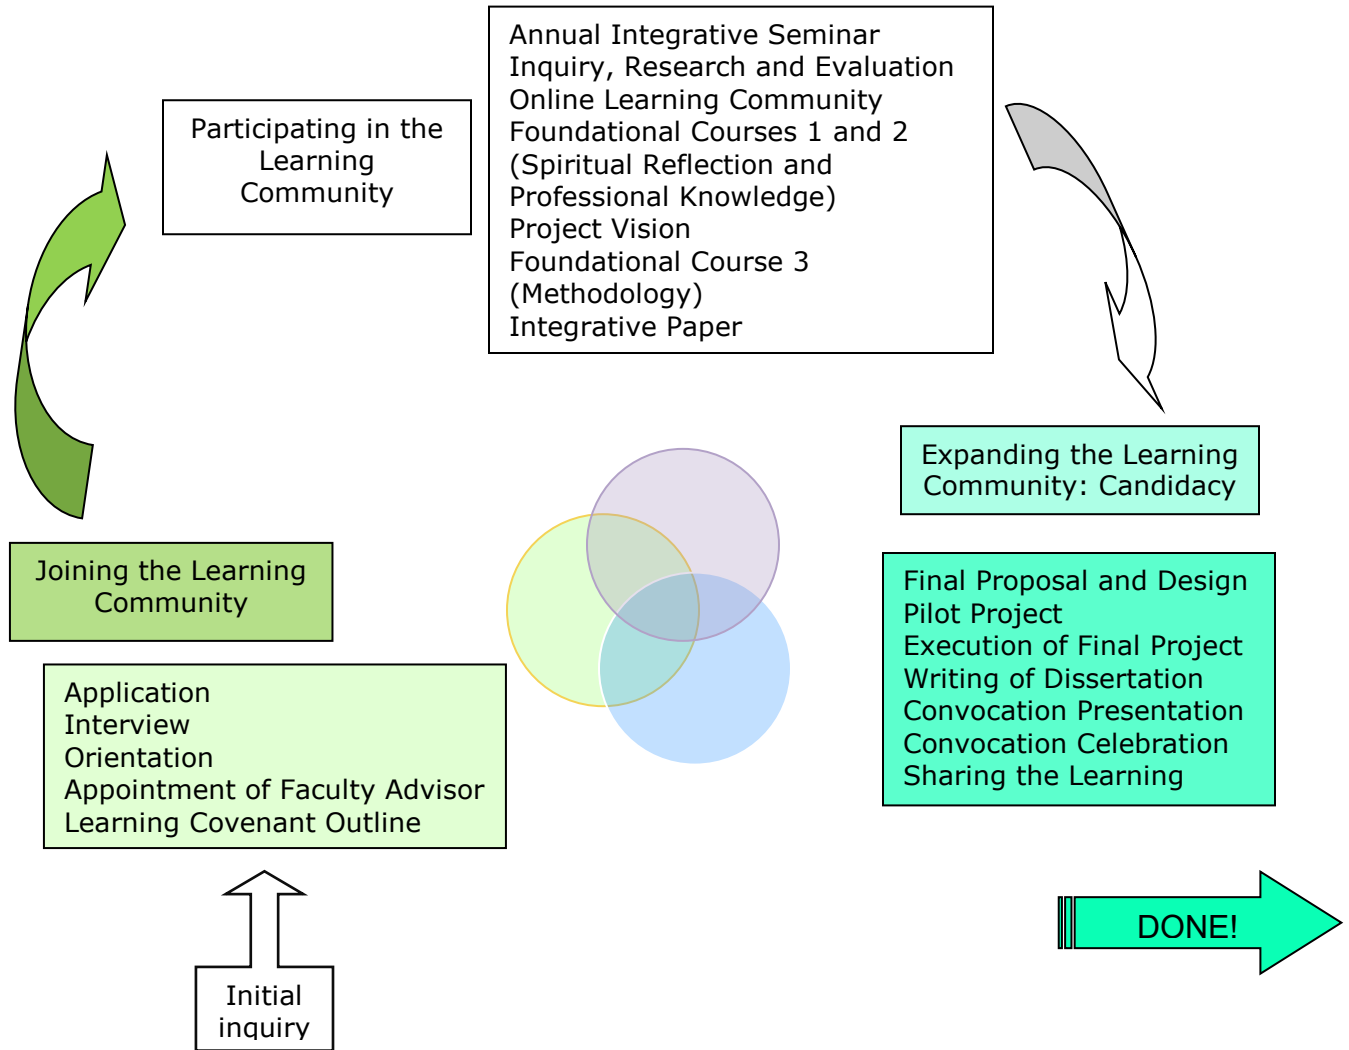 Annual Integrative Seminar
Inquiry, Research and Evaluation
Online Learning Community
Foundational Courses 1 and 2
(Spiritual Reflection and
Professional Knowledge)
Project Vision
Foundational Course 3
(Methodology)
Integrative Paper
Participating in the
Learning
Community
Expanding the Learning
Community: Candidacy
Joining the Learning
Community
Final Proposal and Design
Pilot Project
Execution of Final Project
Writing of Dissertation
Convocation Presentation
Convocation Celebration
Sharing the Learning
Application
Interview
Orientation
Appointment of Faculty Advisor
Learning Covenant Outline
DONE!
Initial
inquiry